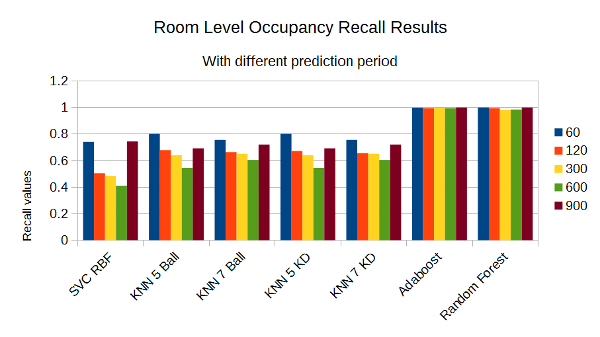 Room Level Occupancy Recall Results
With different prediction period
1.2
1
0.8
0.6
0.4
0.2
0
Recall values
SVC RBF
KNN 5 Ball
KNN 7 Ball
KNN 5 KD
KNN 7 KD
Adaboost
Random Forest
60
120
300
600
900